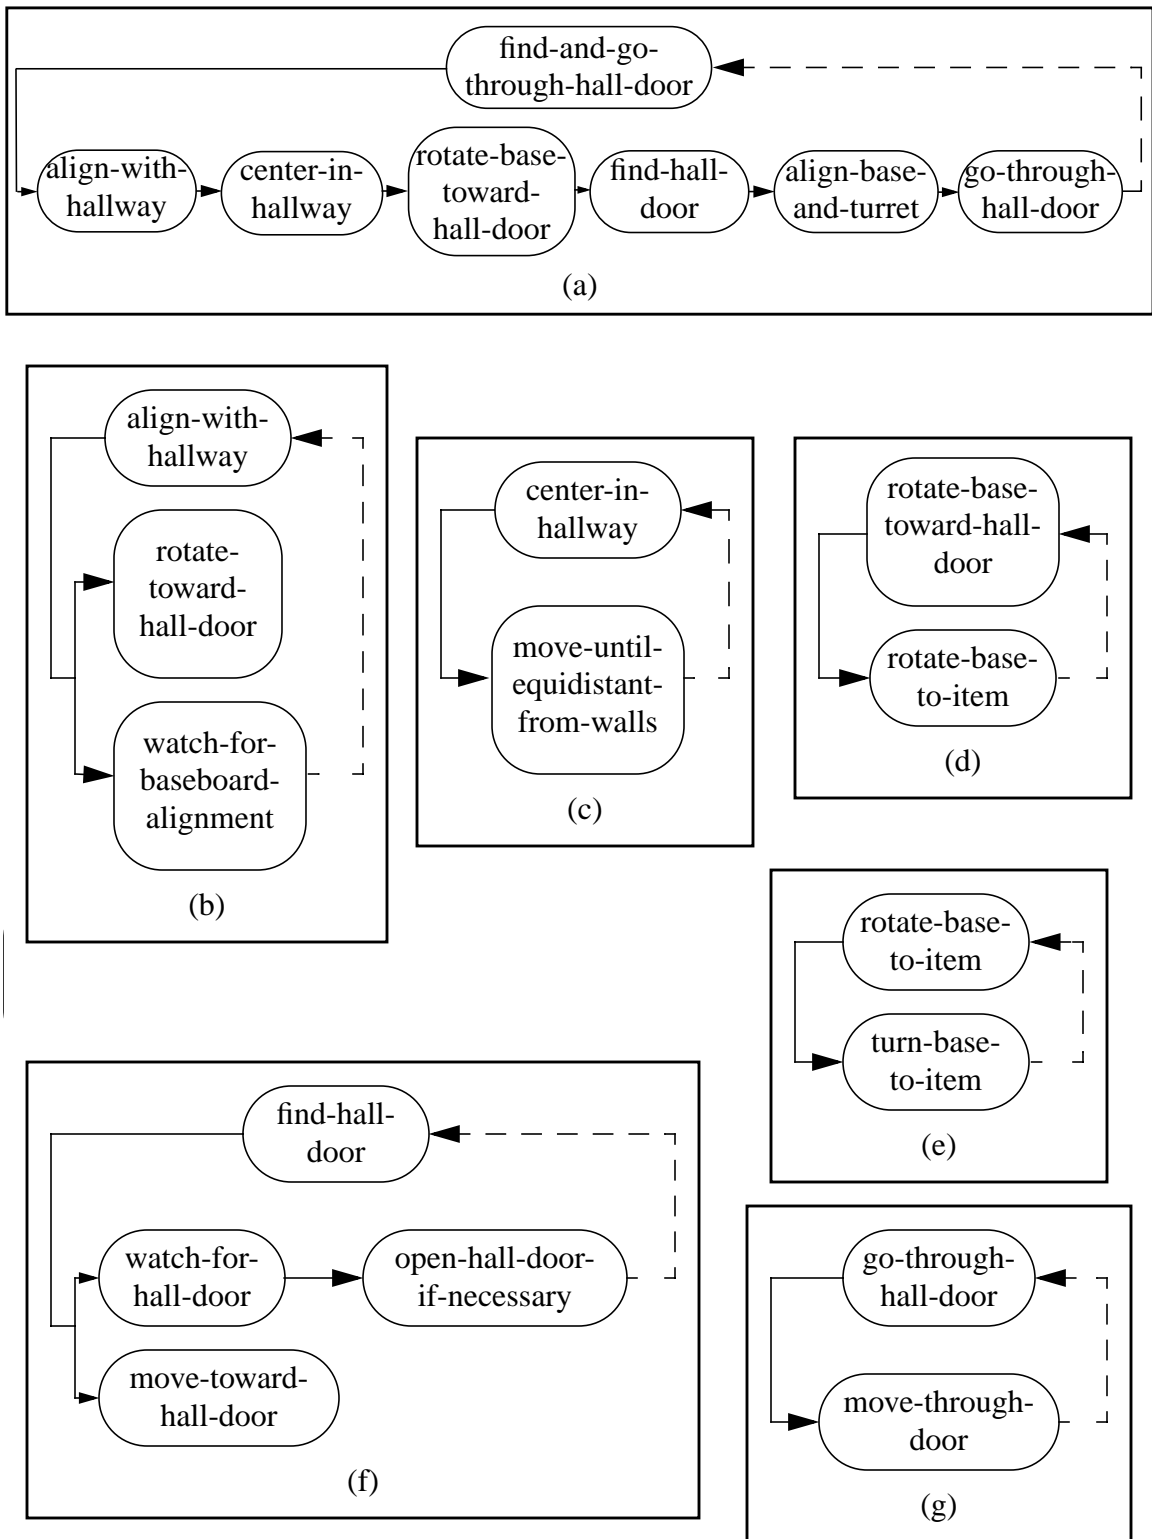 find-and-go-
through-hall-door
align-with-
hallway
center-in-
hallway
rotate-base-
toward-
hall-door
find-hall-
door
align-base-
and-turret
go-through-
hall-door
(a)
align-with-
hallway
rotate-
toward-
hall-door
watch-for-
baseboard-
alignment
(b)
center-in-
hallway
move-until-
equidistant-
from-walls
(c)
rotate-base-
toward-hall-
door
rotate-base-
to-item
(d)
rotate-base-
to-item
turn-base-
to-item
(e)
find-hall-
door
watch-for-
hall-door
open-hall-door-
if-necessary
move-toward-
hall-door
(f)
go-through-
hall-door
move-through-
door
(g)